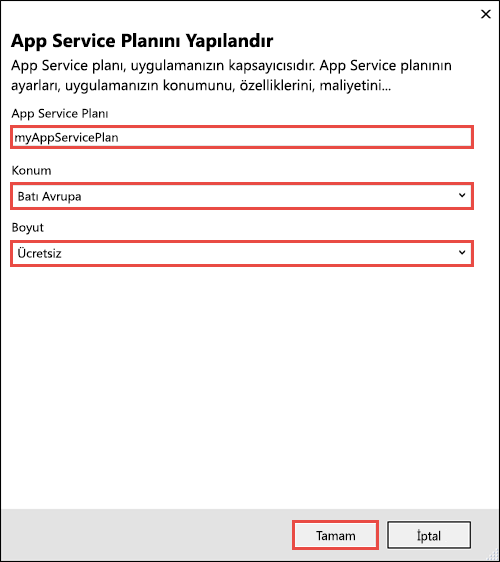 App Service Planını Yapılandır
App Service planı, uygulamanızın kapsayıcısıdır. App Service planının
ayarları, uygulamanızın konumunu, özelliklerini, maliyetini...
App Service Planı
myAppServicePlan
Konum
Batı Avrupa
Boyut
Ücretsiz
Tamam
İptal